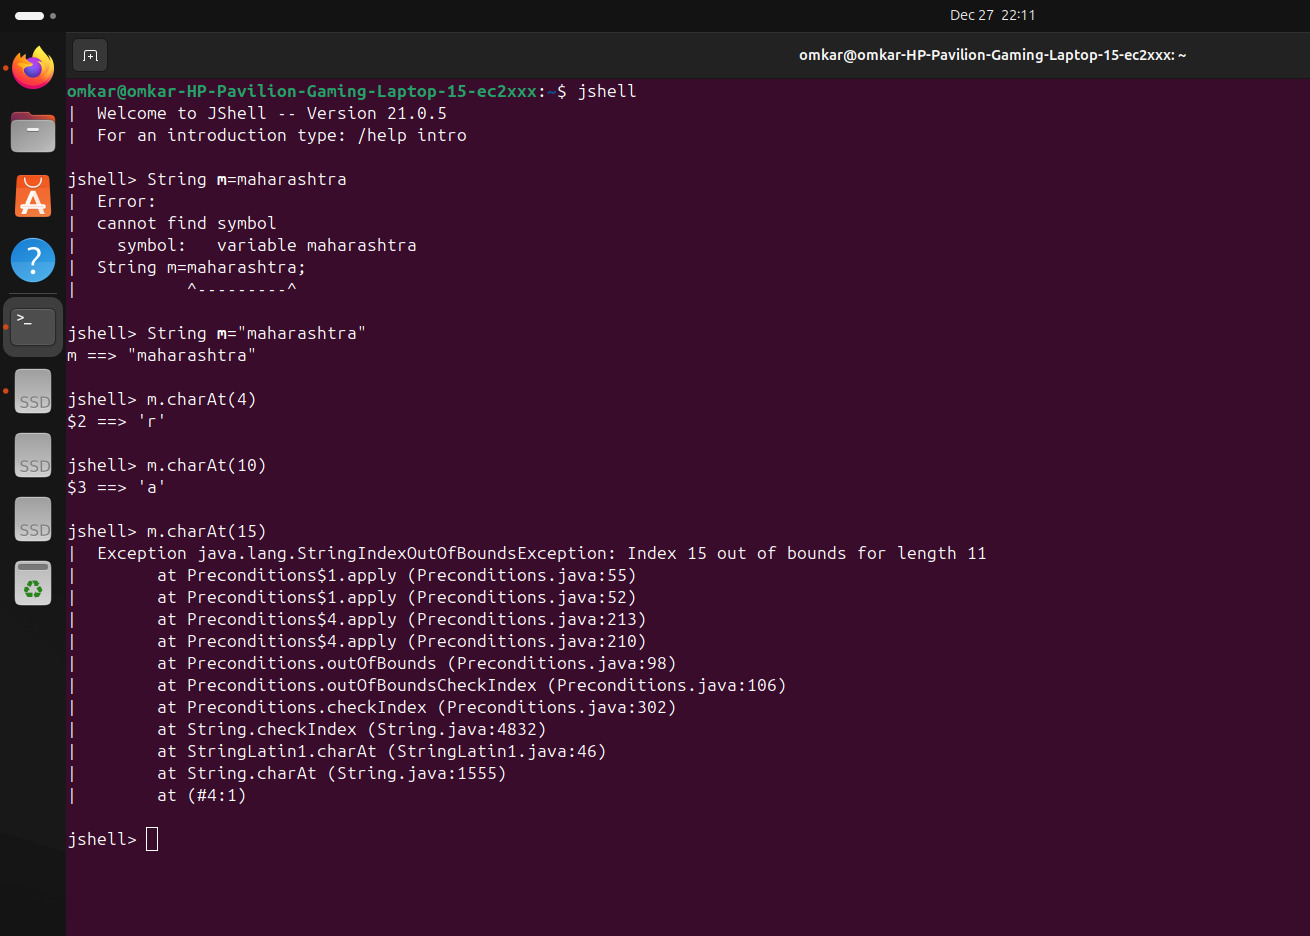 Dec 27 22:11
omkar@omkar-HP-Pavilion-Gaming-Laptop-15-ec2xxx: ~
omkar@omkar-HP-Pavilion-Gaming-Laptop-15-ec2xxx:~$ jshell
|  Welcome to JShell -- Version 21.0.5
|  For an introduction type: /help intro
jshell> String m=maharashtra
|  Error:
|  cannot find symbol
|    symbol:   variable maharashtra
|  String m=maharashtra;
|           ^---------^
jshell> String m="maharashtra"
m ==> "maharashtra"
jshell> m.charAt(4)
$2 ==> 'r'
jshell> m.charAt(10)
$3 ==> 'a'
jshell> m.charAt(15)
|  Exception java.lang.StringIndexOutOfBoundsException: Index 15 out of bounds for length 11
|        at Preconditions$1.apply (Preconditions.java:55)
|        at Preconditions$1.apply (Preconditions.java:52)
|        at Preconditions$4.apply (Preconditions.java:213)
|        at Preconditions$4.apply (Preconditions.java:210)
|        at Preconditions.outOfBounds (Preconditions.java:98)
|        at Preconditions.outOfBoundsCheckIndex (Preconditions.java:106)
|        at Preconditions.checkIndex (Preconditions.java:302)
|        at String.checkIndex (String.java:4832)
|        at StringLatin1.charAt (StringLatin1.java:46)
|        at String.charAt (String.java:1555)
|        at (#4:1)
jshell>
?
>_
SSD
SSD
SSD